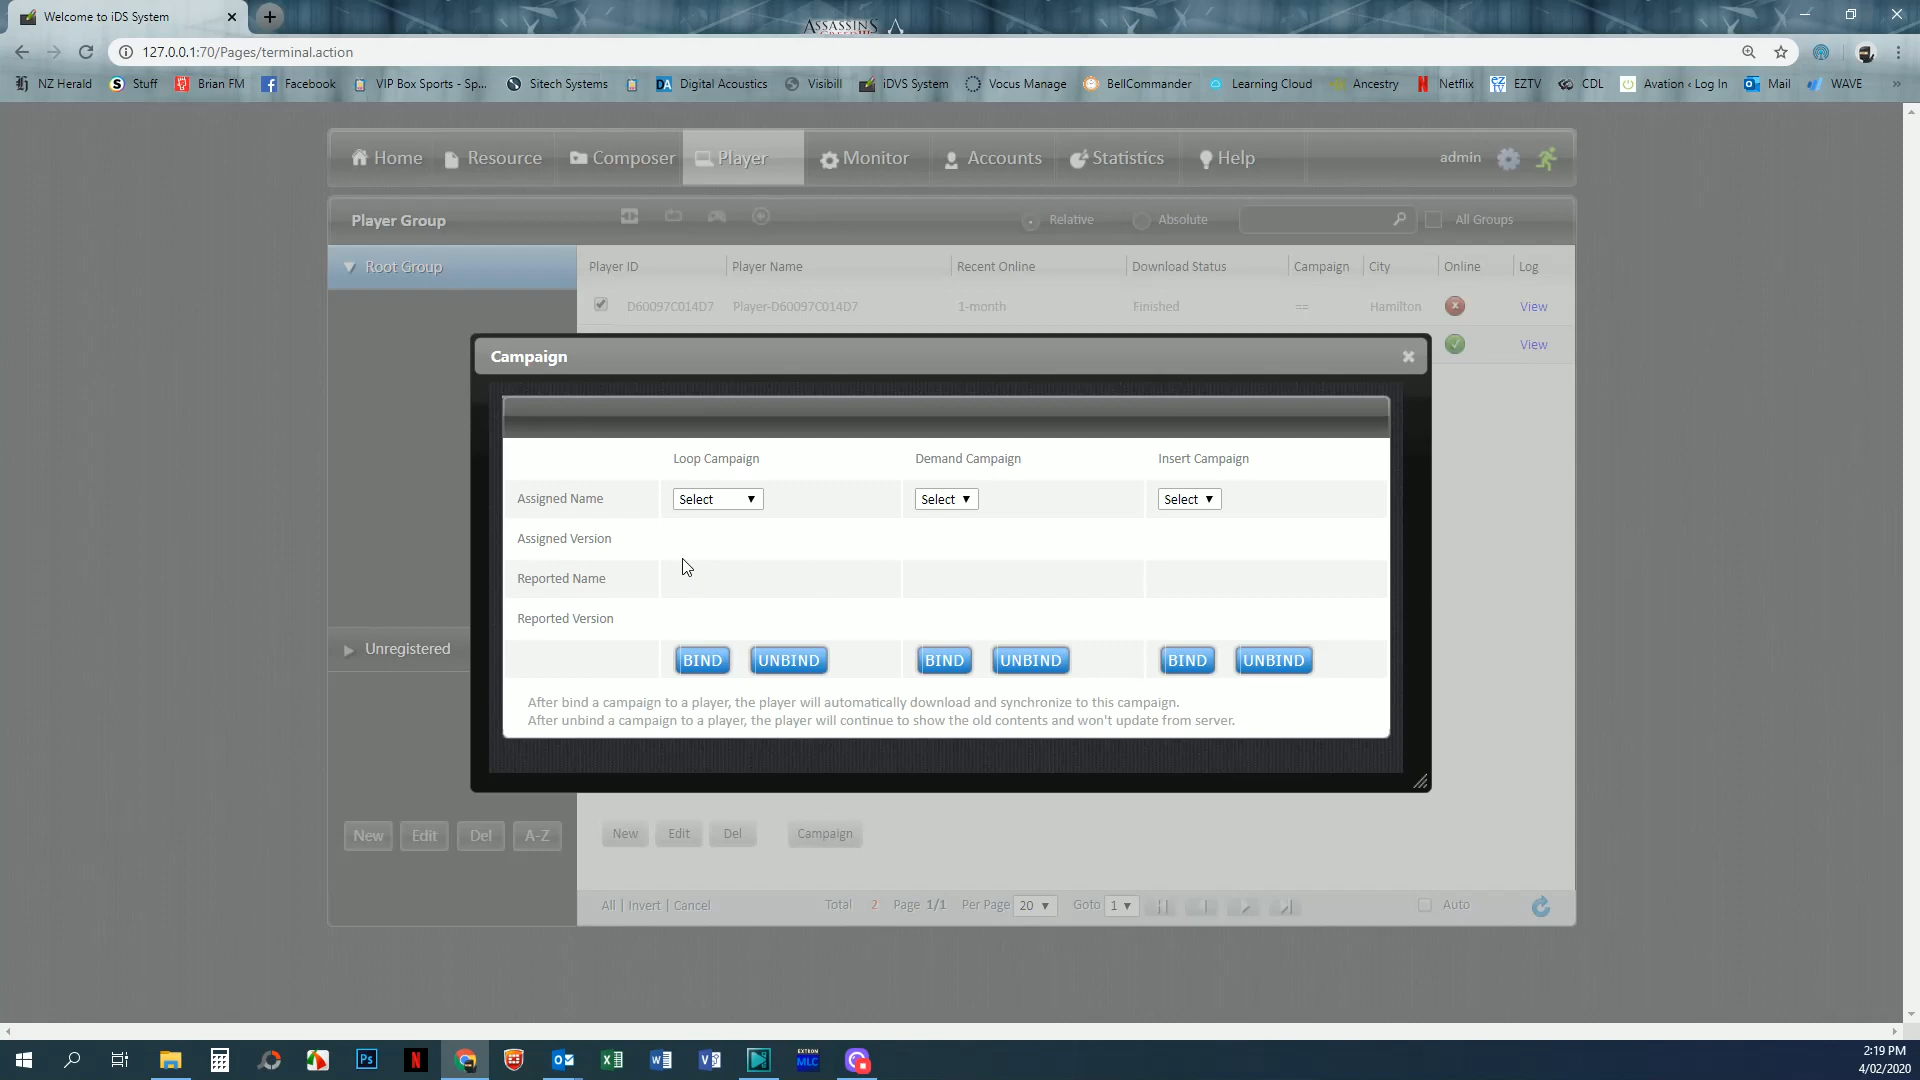 Welcome to iDS System
ASSASSINS
127.0.0.1:70/Pages/terminal.action
NZ Herald Stuff Brian FM Facebook VIP Box Sports - Sp... Sitech Systems DA Digital Acoustics Visibill iDVS System Vocus Manage BellCommander Learning Cloud Ancestry Netflix EZTV CDL Avation ‹ Log In Mail WAVE »
Home Resource Composer Player Monitor Accounts Statistics Help admin
Player Group Relative Absolute All Groups
Root Group Player ID Player Name Recent Online Download Status Campaign City Online Log
D60097C014D7 Player-D60097C014D7 1-month Finished == Hamilton View
View
Campaign
Loop Campaign Demand Campaign Insert Campaign
Assigned Name Select Select Select
Assigned Version
Reported Name
Reported Version
Unregistered
BIND UNBIND BIND UNBIND BIND UNBIND
After bind a campaign to a player, the player will automatically download and synchronize to this campaign.
After unbind a campaign to a player, the player will continue to show the old contents and won't update from server.
New Edit Del A-Z New Edit Del Campaign
All | Invert | Cancel Total 2 Page 1/1 Per Page 20 Goto 1 Auto
Ps N EXTRON MLC
2:19 PM
4/02/2020